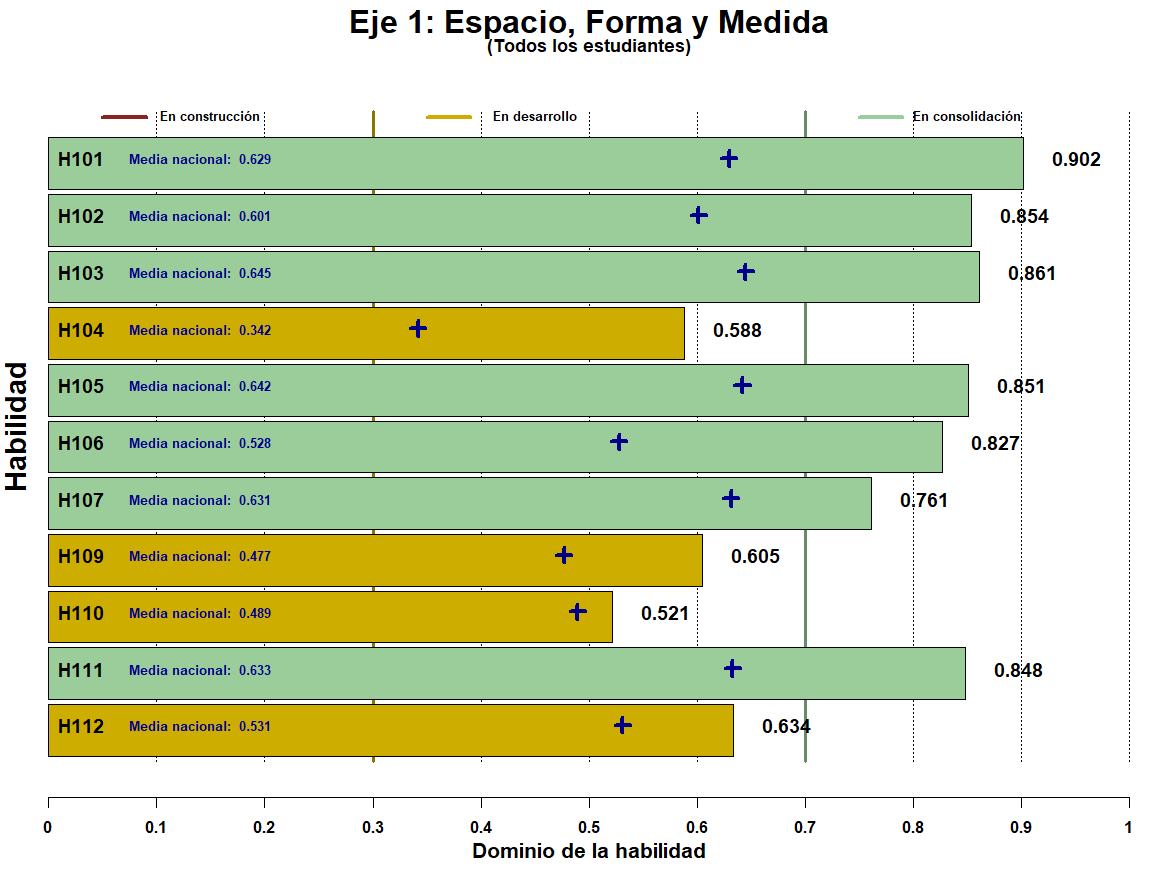 Eje 1: Espacio, Forma y Medida
(Todos los estudiantes)
En construcción En desarrollo En consolidación
H101 Media nacional: 0.629 0.902
H102 Media nacional: 0.601 0.854
H103 Media nacional: 0.645 0.861
H104 Media nacional: 0.342 0.588
H105 Media nacional: 0.642 0.851
H106 Media nacional: 0.528 0.827
H107 Media nacional: 0.631 0.761
H109 Media nacional: 0.477 0.605
H110 Media nacional: 0.489 0.521
H111 Media nacional: 0.633 0.848
H112 Media nacional: 0.531 0.634
Habilidad
0 0.1 0.2 0.3 0.4 0.5 0.6 0.7 0.8 0.9 1
Dominio de la habilidad